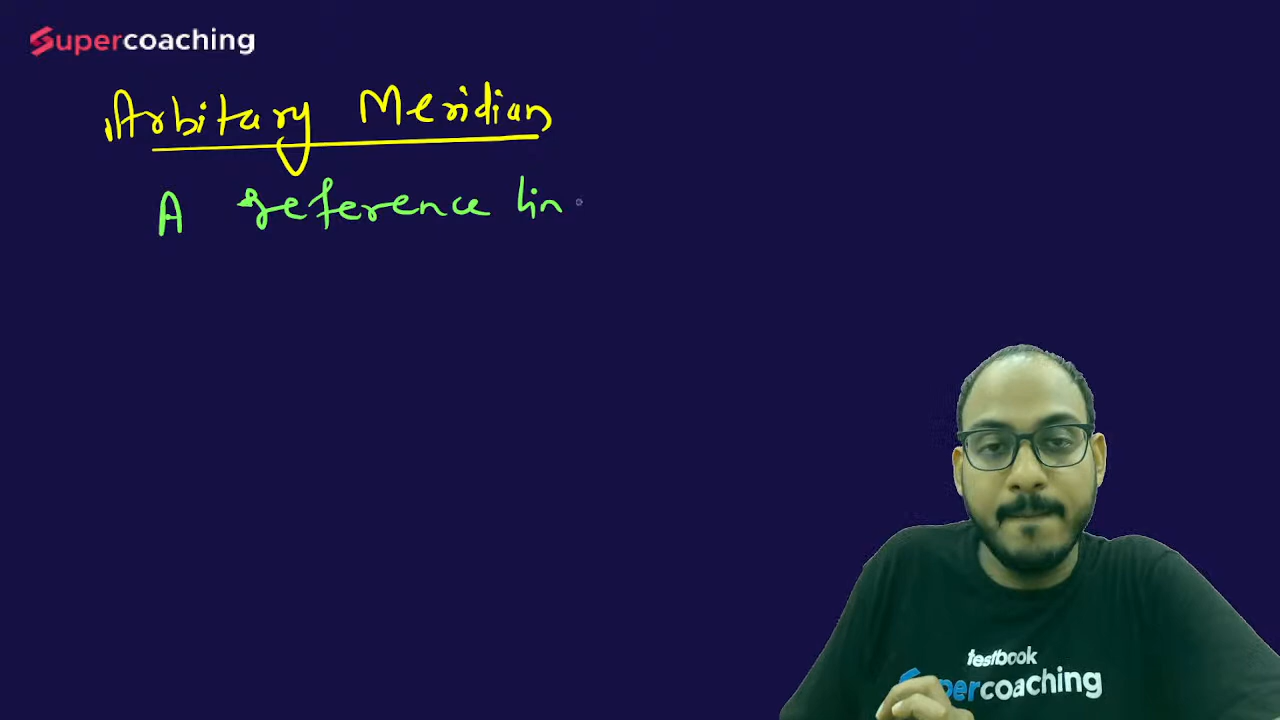 Supercoaching
Arbitary Meridian
A reference lin
testbook
Supercoaching